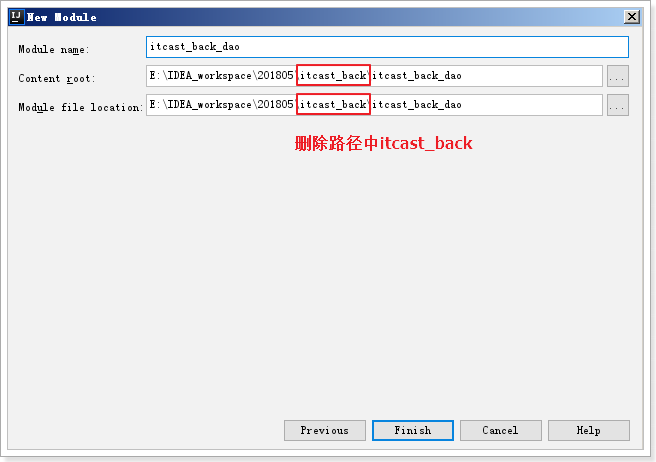 IJ New Module
Module name: itcast_back_dao
Content root: E:\IDEA_workspace\201805\itcast_back\itcast_back_dao ...
Module file location: E:\IDEA_workspace\201805\itcast_back\itcast_back_dao ...
删除路径中itcast_back
Previous Finish Cancel Help